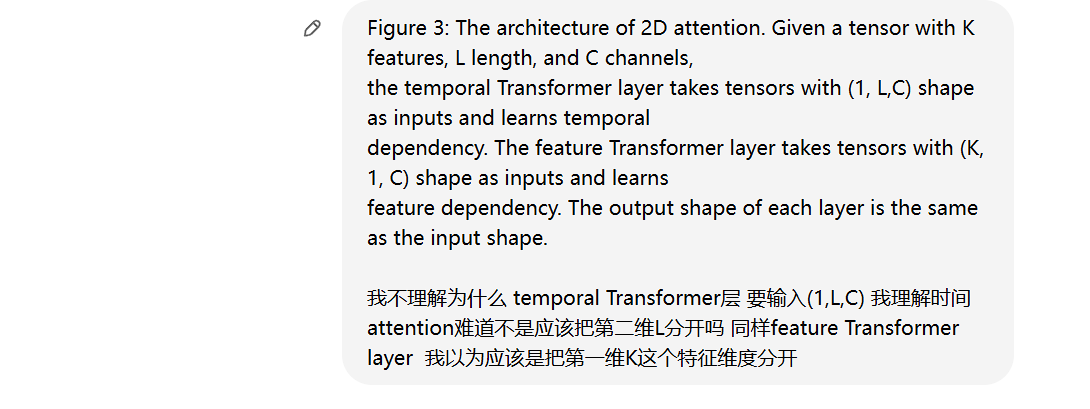 Figure 3: The architecture of 2D attention. Given a tensor with K
features, L length, and C channels,
the temporal Transformer layer takes tensors with (1, L,C) shape
as inputs and learns temporal
dependency. The feature Transformer layer takes tensors with (K,
1, C) shape as inputs and learns
feature dependency. The output shape of each layer is the same
as the input shape.
我不理解为什么 temporal Transformer层 要输入(1,L,C) 我理解时间
attention难道不是应该把第二维L分开吗 同样feature Transformer
layer  我以为应该是把第一维K这个特征维度分开